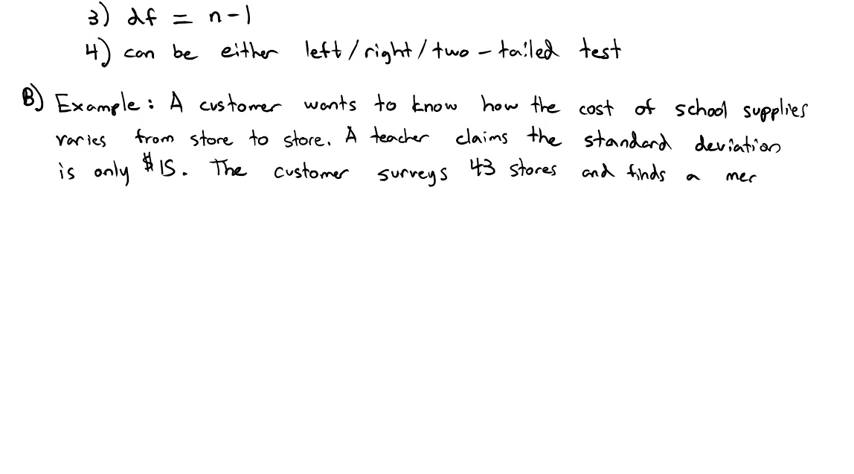 3) df = n-1
4) can be either left/right/two-tailed test
B) Example: A customer wants to know how the cost of school supplies
varies from store to store. A teacher claims the standard deviation
is only $15. The customer surveys 43 stores and finds a mer